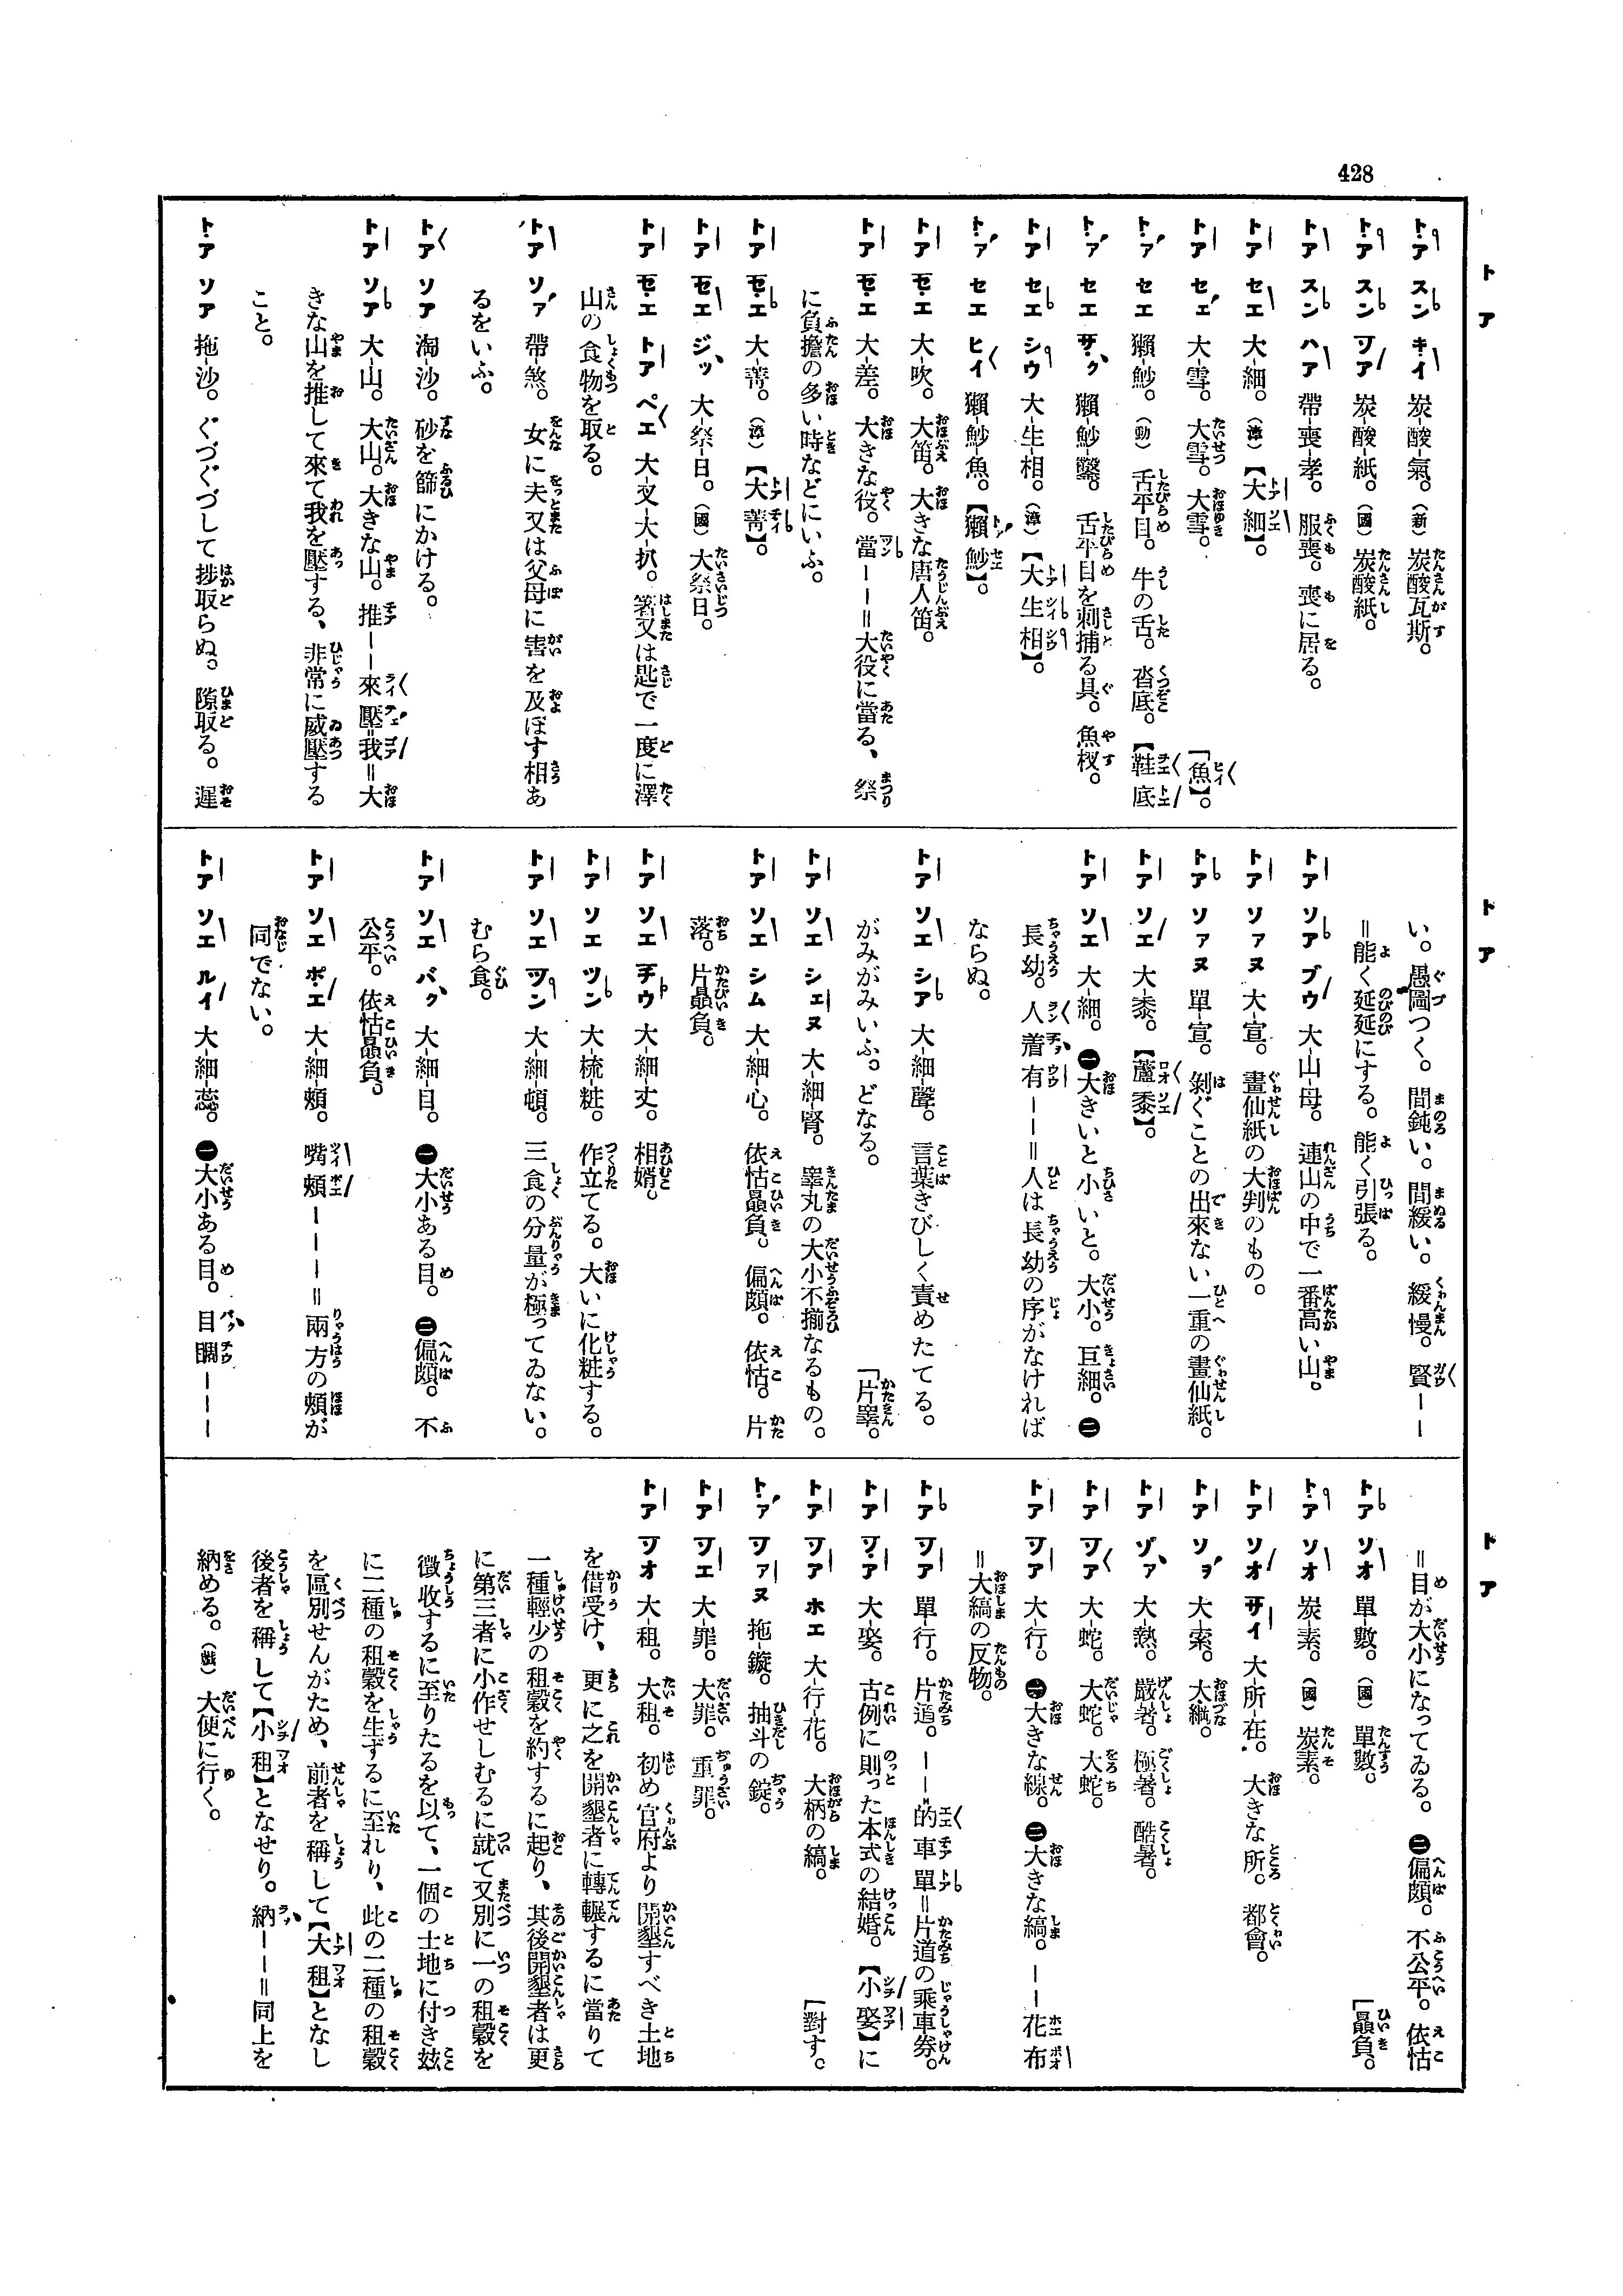 428
トア
トア
トア
トア スン キイ 炭-酸-氣。(新) 炭酸瓦斯。
トア スン ツア 炭-酸-紙。(國) 炭酸紙。
トア スン ハア 帶-喪-孝。 服喪。喪に居る。
トア セエ 大-細。(漳)【大細】。
トア セェ 大-雪。 大雪。大雪。
トァ セエ 獺-魦。(動) 舌平目。牛の舌。沓底。【鞋底
「魚】。
トァ セエ サク 獺-魦-鑿。 舌平目を刺捕る具。魚杈。
トア セエ シウ 大-生-相。(漳)【大生相】。
トァ セエ ヒイ 獺-魦-魚。【獺魦】。
トア セエ 大-吹。 大笛。大きな唐人笛。
トア セエ 大-差。 大きな役。當――=大役に當る、祭
に負擔の多い時などにいふ。
トア セエ 大-薺。(漳)【大薺】。
トア セエ ジッ 大-祭-日。(國) 大祭日。
トア セエ トア ペエ 大-叉-大-扒。 箸又は匙で一度に澤
山の食物を取る。
トア ソァ 帶-煞。 女に夫又は父母に害を及ぼす相あ
るをいふ。
トア ソア 淘-沙。 砂を篩にかける。
トア ソア 大-山。 大山。大きな山。推――來壓=我=大
きな山を推して來て我を壓する、非常に威壓する
こと。
トア ソア 拖-沙。 ぐづぐづして捗取らぬ。隙取る。遲
い。愚圖つく。間鈍い。間緩い。緩慢。賢――
=能く延延にする。能く引張る。
トア ソア ブウ 大-山-母。 連山の中で一番高い山。
トア ソアヌ 大-宣。 畫仙紙の大判のもの。
トア ソアヌ 單-宣。 剝ぐことの出來ない一重の畫仙紙。
トア ソエ 大-黍。【蘆黍】。
トア ソエ 大-細。 ㊀大きいと小いと。大小。巨細。㊁
長幼。人着有――=人は長幼の序がなければ
ならぬ。
トア ソエ シア 大-細-聲。 言葉きびしく責めたてる。
がみがみいふ。どなる。
「片睾。
トア ソエ シエヌ 大-細-腎。 睾丸の大小不揃なるもの。
トア ソエ シム 大-細-心。 依怙贔負。偏頗。依怙。片
落。片贔負。
トア ソエ チウ 大-細-丈。 相婿。
トア ソエ ツン 大-梳-粧。 作立てる。大いに化粧する。
トア ソエ ツン 大-細-頓。 三食の分量が極ってゐない。
むら食。
トア ソエ バク 大-細-目。 ㊀大小ある目。㊁偏頗。不
公平。依怙贔負。
トア ソエ ポエ 大-細-頰。 嘴頰――――=兩方の頰が
同でない。
トア ソエ ルイ 大-細-蕊。 ㊀大小ある目。目瞷―――
=目が大小になってゐる。㊁偏頗。不公平。依怙
「贔負。
トア ソオ 單-數。(國) 單數。
トア ソオ 炭-素。(國) 炭素。
トア ソオ サイ 大-所-在。 大きな所。都會。
トア ソォ 大-索。 大繩。
トア ゾァ 大-熱。 嚴暑。極暑。酷暑。
トア ツア 大-蛇。 大蛇。大蛇。
トア ツア 大-行。 ㊀大きな線。㊁大きな縞。――花布
=大縞の反物。
トア ツア 單-行。 片道。――的車單=片道の乘車券。
トア ツア 大-娶。 古例に則った本式の結婚。【小娶】に
「對す。
トア ツア ホエ 大-行-花。 大柄の縞。
トァ ツアヌ 拖-鏇。 抽斗の錠。
トア ツエ 大-罪。 大罪。重罪。
トア ツオ 大-租。 大租。初め官府より開墾すべき土地
を借受け、更に之を開墾者に轉輾するに當りて
一種輕少の租穀を約するに起り、其後開墾者は更
に第三者に小作せしむるに就て又別に一の租穀を
徵收するに至りたるを以て、一個の土地に付き玆
に二種の租穀を生ずるに至れり、此の二種の租穀
を區別せんがため、前者を稱して【大租】となし
後者を稱して【小租】となせり。納――=同上を
納める。(戲) 大便に行く。